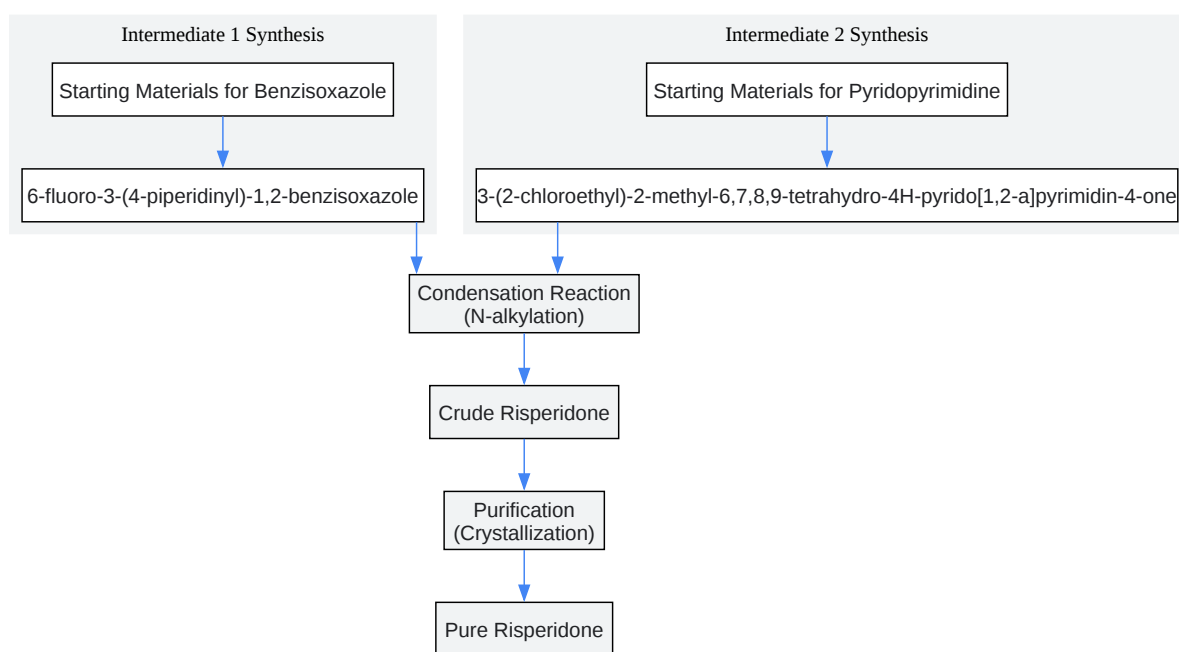 Intermediate 1 Synthesis
Starting Materials for Benzisoxazole
6-fluoro-3-(4-piperidinyl)-1,2-benzisoxazole
Intermediate 2 Synthesis
Starting Materials for Pyridopyrimidine
3-(2-chloroethyl)-2-methyl-6,7,8,9-tetrahydro-4H-pyrido[1,2-a]pyrimidin-4-one
Condensation Reaction
(N-alkylation)
Crude Risperidone
Purification
(Crystallization)
Pure Risperidone